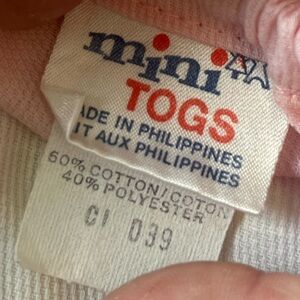 mini
TOGS
ADE IN PHILIPPINES
IT AUX PHILIPPINES
60% COTTON/COTON
40% POLYESTER
CI 039